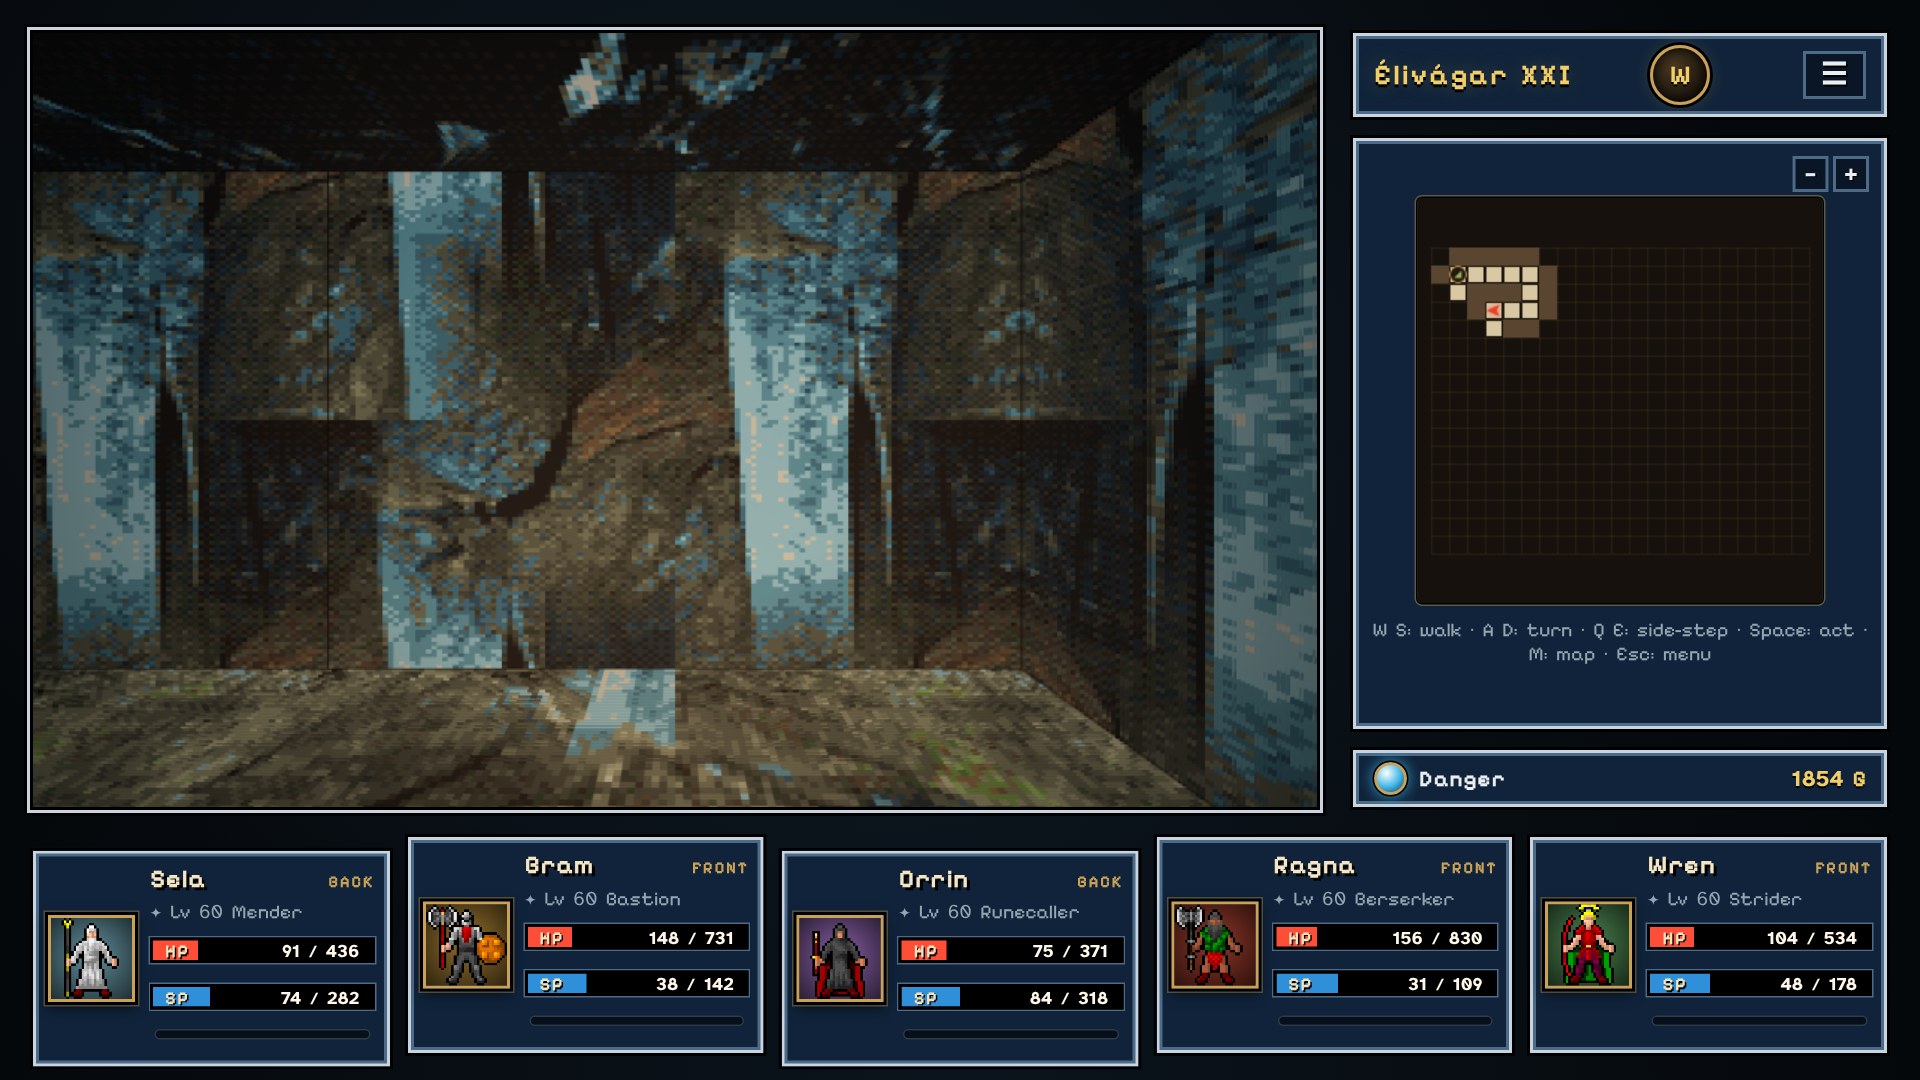 Élivágar XXI
W
☰
- +
W S: walk · A D: turn · Q E: side-step · Space: act ·
M: map · Esc: menu
Danger
1854 G
Sela
BACK
✦ Lv 60 Mender
HP 91 / 436
SP 74 / 282
Bram
FRONT
✦ Lv 60 Bastion
HP 148 / 731
SP 38 / 142
Orrin
BACK
✦ Lv 60 Runecaller
HP 75 / 371
SP 84 / 318
Ragna
FRONT
✦ Lv 60 Berserker
HP 156 / 830
SP 31 / 109
Wren
FRONT
✦ Lv 60 Strider
HP 104 / 534
SP 48 / 178